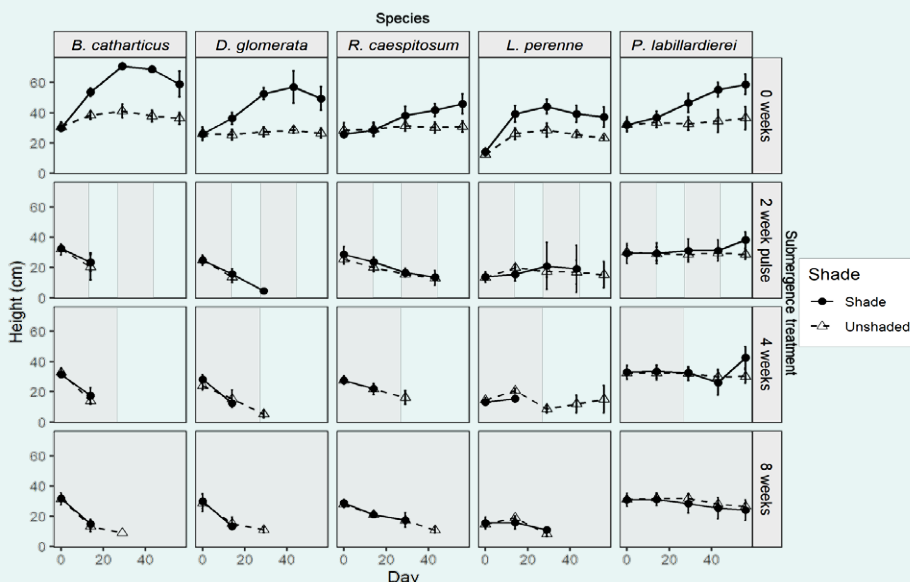 Species
B. catharticus
D. glomerata
R. caespitosum
L. perenne
P. labillardierei
60
40
20
0
0 weeks
60
40
20
0
2 week pulse
60
40
20
0
4 weeks
60
40
20
0
8 weeks
Height (cm)
Submergence treatment
Shade
Shade
Unshaded
0 20 40
0 20 40
0 20 40
0 20 40
0 20 40
Day